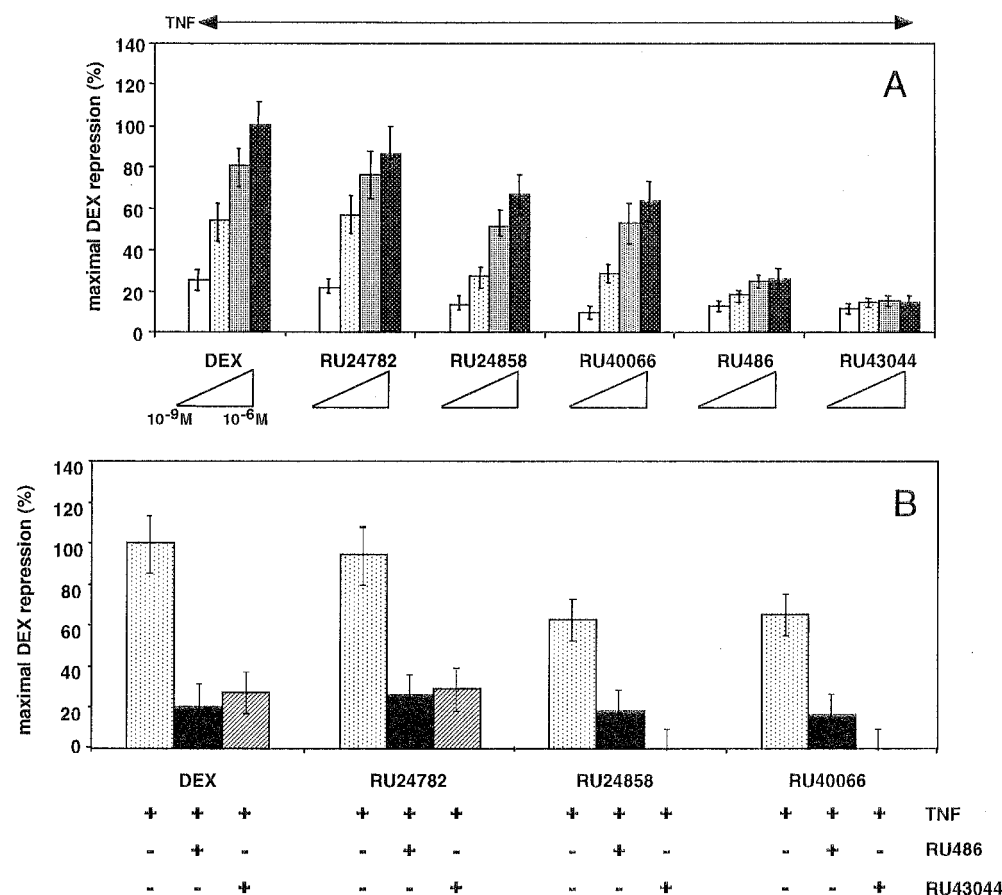 TNF
A
maximal DEX repression (%)
140
120
100
80
60
40
20
0
DEX RU24782 RU24858 RU40066 RU486 RU43044
10⁻⁹M 10⁻⁶M
B
maximal DEX repression (%)
140
120
100
80
60
40
20
0
DEX RU24782 RU24858 RU40066
+ + + + + + + + + + + + TNF
- + - - + - - + - - + - RU486
- - + - - + - - + - - + RU43044